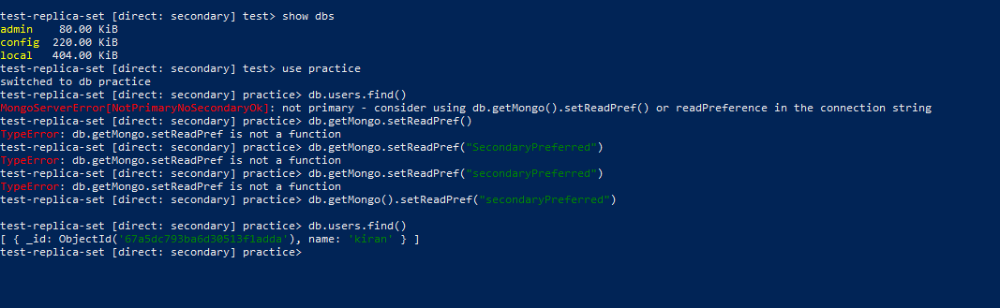 test-replica-set [direct: secondary] test> show dbs
admin    80.00 KiB
config  220.00 KiB
local   404.00 KiB
test-replica-set [direct: secondary] test> use practice
switched to db practice
test-replica-set [direct: secondary] practice> db.users.find()
MongoServerError[NotPrimaryNoSecondaryOk]: not primary - consider using db.getMongo().setReadPref() or readPreference in the connection string
test-replica-set [direct: secondary] practice> db.getMongo.setReadPref()
TypeError: db.getMongo.setReadPref is not a function
test-replica-set [direct: secondary] practice> db.getMongo.setReadPref("SecondaryPreferred")
TypeError: db.getMongo.setReadPref is not a function
test-replica-set [direct: secondary] practice> db.getMongo.setReadPref("secondaryPreferred")
TypeError: db.getMongo.setReadPref is not a function
test-replica-set [direct: secondary] practice> db.getMongo().setReadPref("secondaryPreferred")
test-replica-set [direct: secondary] practice> db.users.find()
[ { _id: ObjectId('67a5dc793ba6d30513f1adda'), name: 'kiran' } ]
test-replica-set [direct: secondary] practice>